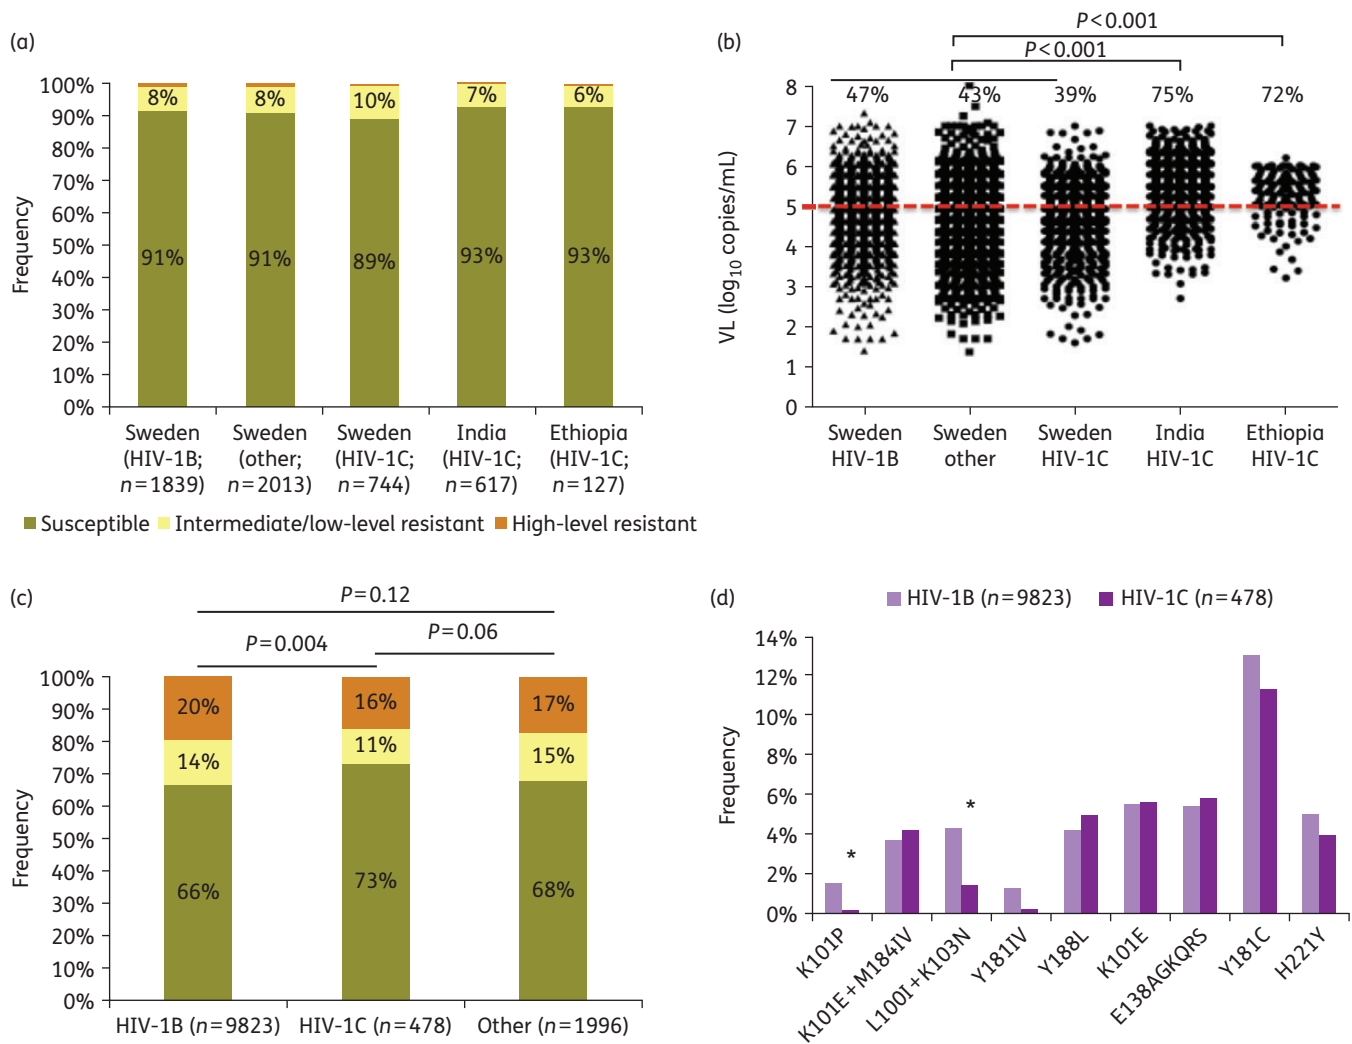 (a)
100%
90%
80%
70%
60%
50%
40%
30%
20%
10%
0%
Frequency
8%
8%
10%
7%
6%
91%
91%
89%
93%
93%
Sweden (HIV-1B; n=1839)
Sweden (other; n=2013)
Sweden (HIV-1C; n=744)
India (HIV-1C; n=617)
Ethiopia (HIV-1C; n=127)
Susceptible
Intermediate/low-level resistant
High-level resistant
(b)
P<0.001
P<0.001
8
7
6
5
4
3
2
1
0
VL (log10 copies/mL)
47%
43%
39%
75%
72%
Sweden HIV-1B
Sweden other
Sweden HIV-1C
India HIV-1C
Ethiopia HIV-1C
(c)
P=0.12
P=0.004
P=0.06
100%
90%
80%
70%
60%
50%
40%
30%
20%
10%
0%
Frequency
20%
16%
17%
14%
11%
15%
66%
73%
68%
HIV-1B (n=9823)
HIV-1C (n=478)
Other (n=1996)
(d)
HIV-1B (n=9823)
HIV-1C (n=478)
14%
12%
10%
8%
6%
4%
2%
0%
Frequency
*
*
K101P
K101E+M184IV
L100I+K103N
Y181IV
Y188L
K101E
E138AGKQRS
Y181C
H221Y